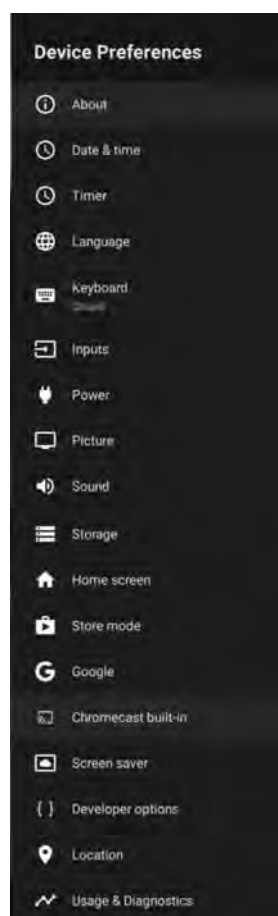 Device Preferences
About
Date & time
Timer
Language
Keyboard
Inputs
Power
Picture
Sound
Storage
Home screen
Store mode
Google
Chromecast built-in
Screen saver
Developer options
Location
Usage & Diagnostics